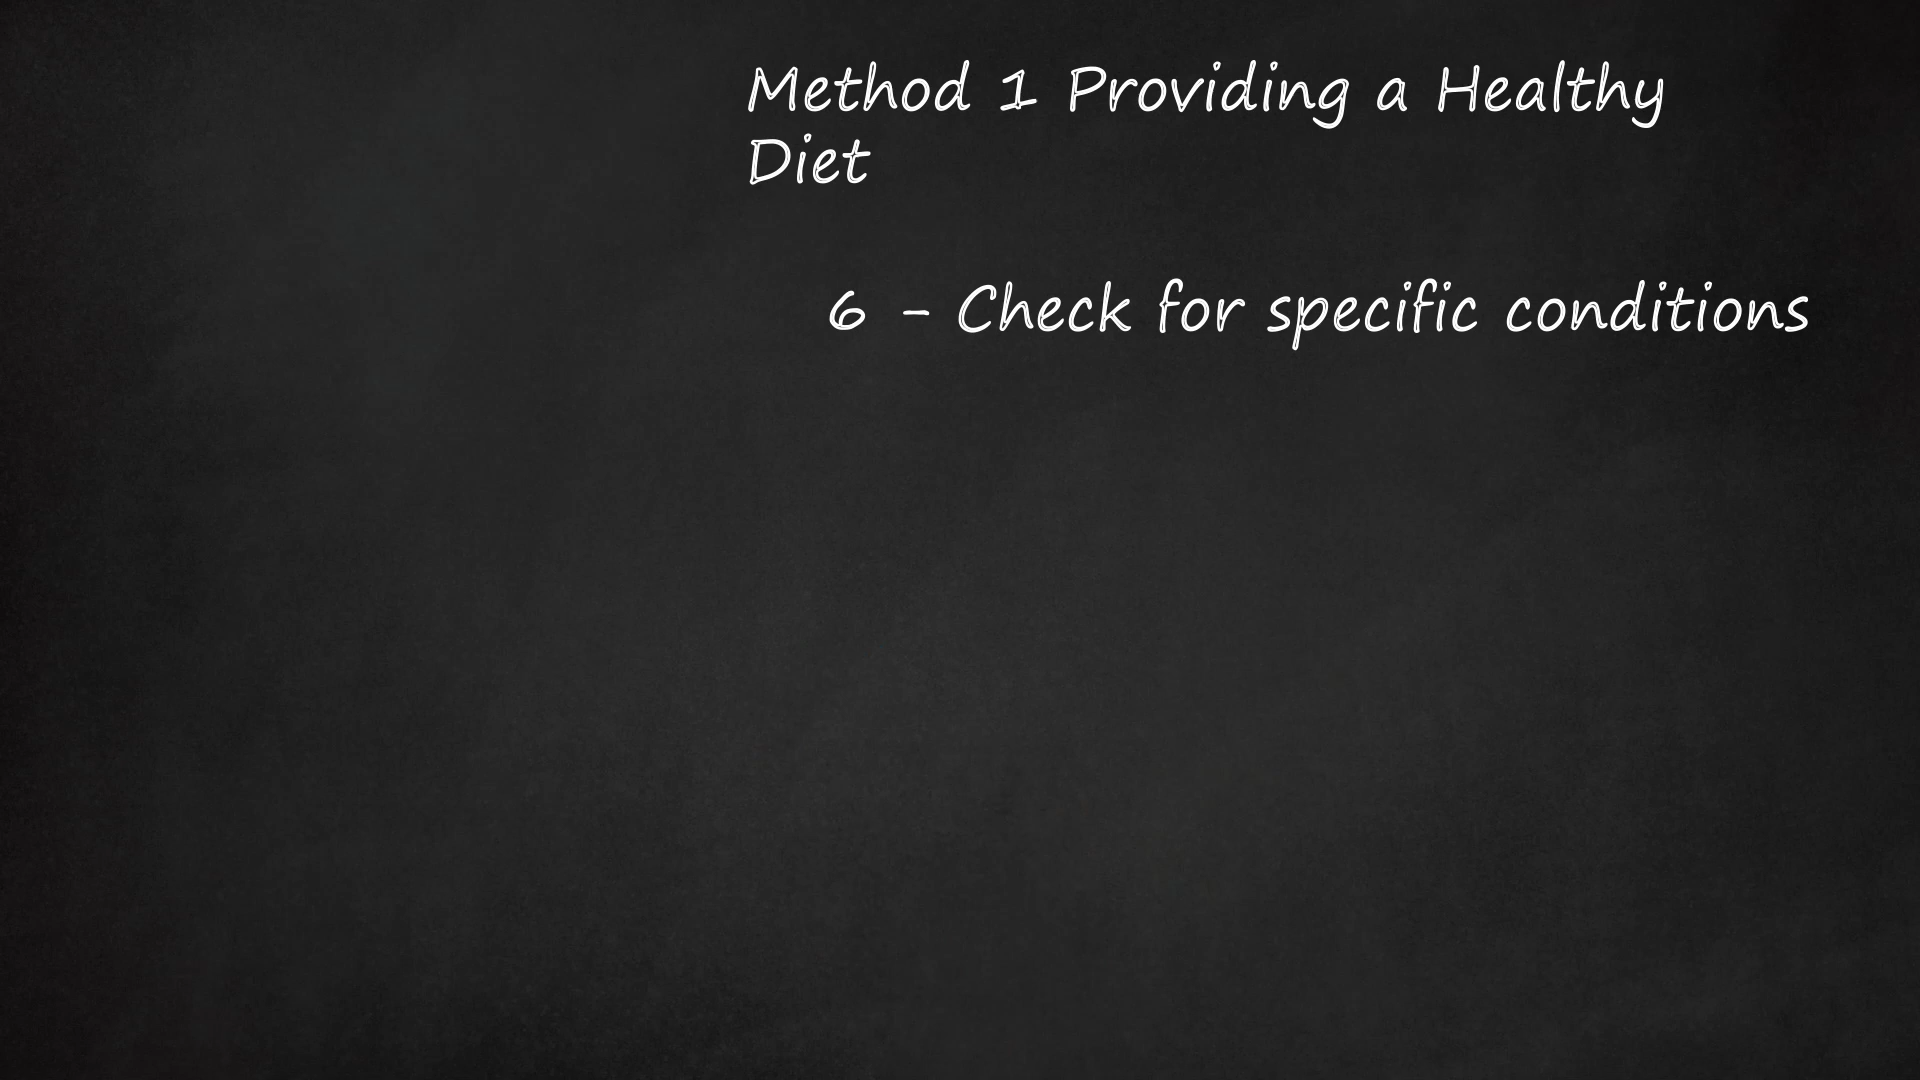 Method 1 Providing a Healthy
Diet
6 - Check for specific conditions